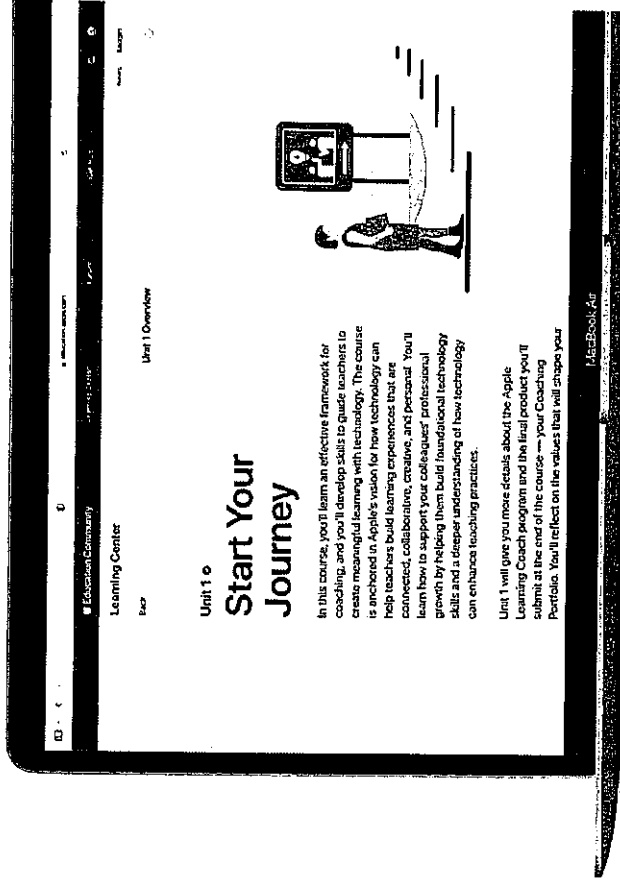 Education Community
Learning Center
Back
Unit 1 Overview
Unit 1
Start Your
Journey
In this course, you'll learn an effective framework for
coaching, and you'll develop skills to guide teachers to
create meaningful learning with technology. The course
is anchored in Apple's vision for how technology can
help teachers build learning experiences that are
connected, collaborative, creative, and personal. You'll
learn how to support your colleagues' professional
growth by helping them build foundational technology
skills and a deeper understanding of how technology
can enhance teaching practices.
Unit 1 will give you more details about the Apple
Learning Coach program and the final product you'll
submit at the end of the course — your Coaching
Portfolio. You'll reflect on the values that will shape your
MacBook Air